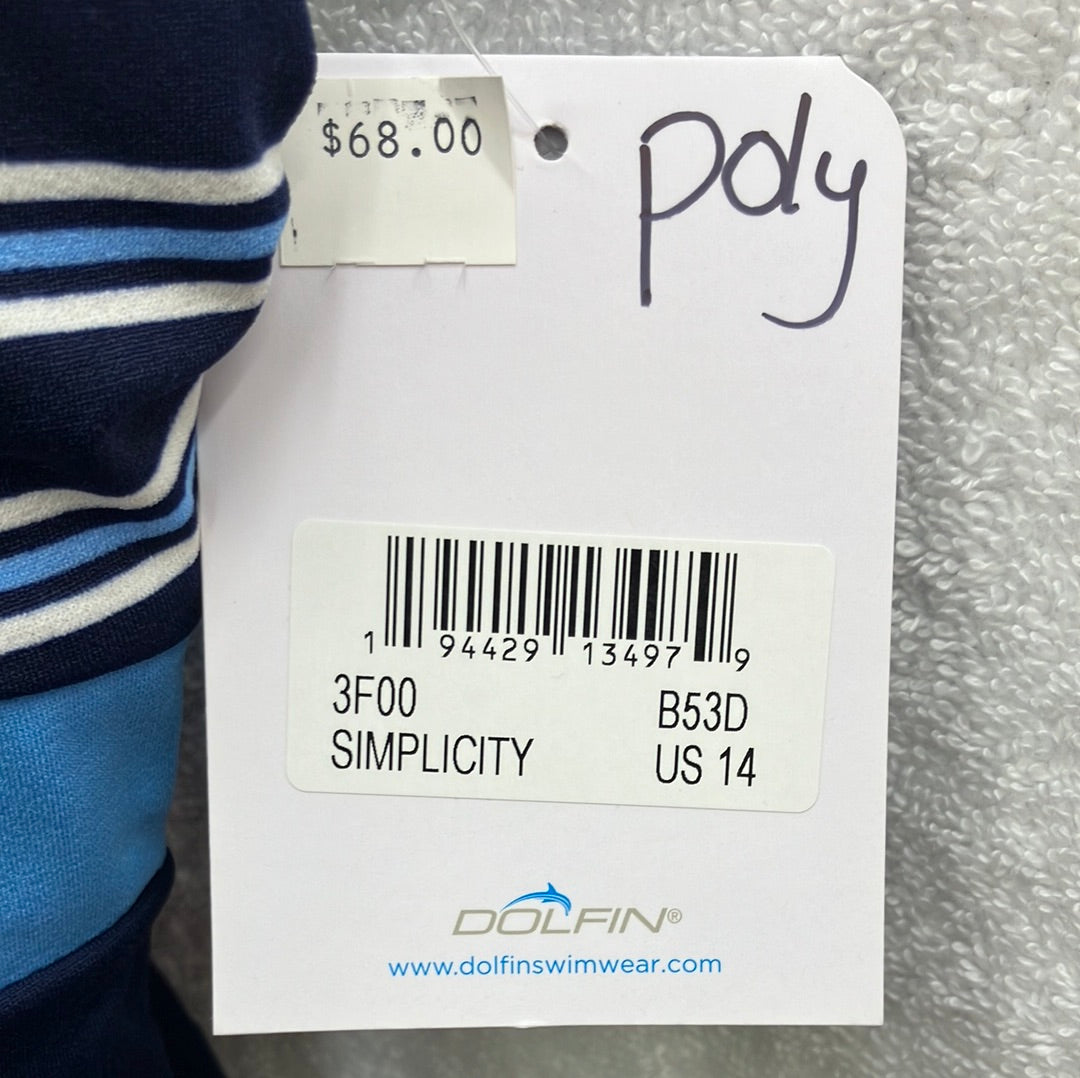 $68.00
poly
1 94429 13497 9
3F00 B53D
SIMPLICITY US 14
DOLFIN®
www.dolfinswimwear.com